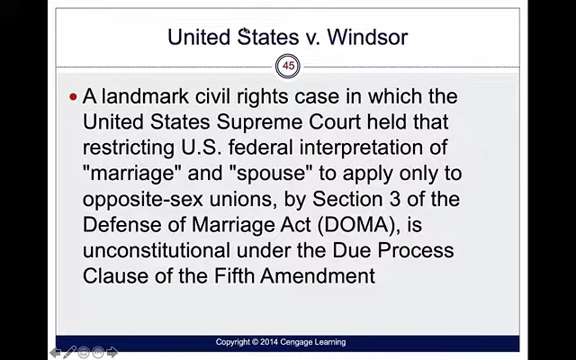 United States v. Windsor
45
• A landmark civil rights case in which the
United States Supreme Court held that
restricting U.S. federal interpretation of
"marriage" and "spouse" to apply only to
opposite-sex unions, by Section 3 of the
Defense of Marriage Act (DOMA), is
unconstitutional under the Due Process
Clause of the Fifth Amendment
Copyright © 2014 Cengage Learning